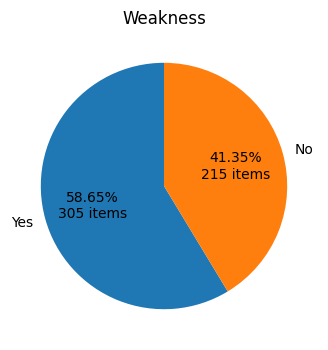 Weakness
41.35%
215 items
No
58.65%
305 items
Yes